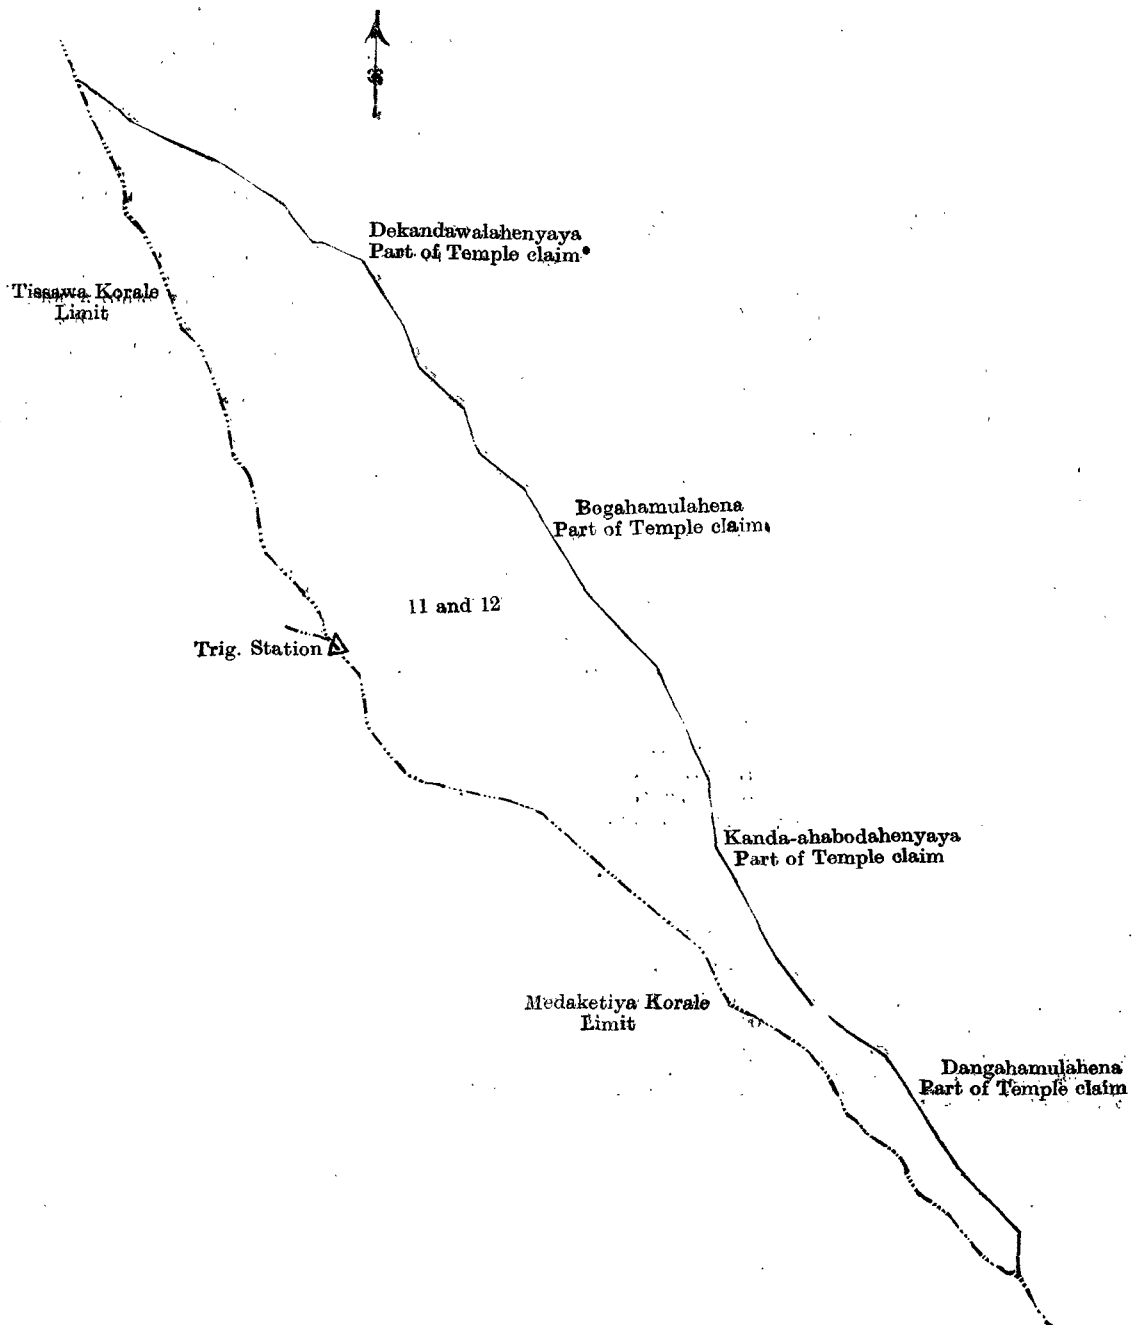 Dekandawalahenyaya
Part of Temple claim
Tissawa Korale
Limit
Bogahamulahena
Part of Temple claim
11 and 12
Trig. Station
Kanda-ahabodahenyaya
Part of Temple claim
Medaketiya Korale
Limit
Dangahamulahena
Part of Temple claim